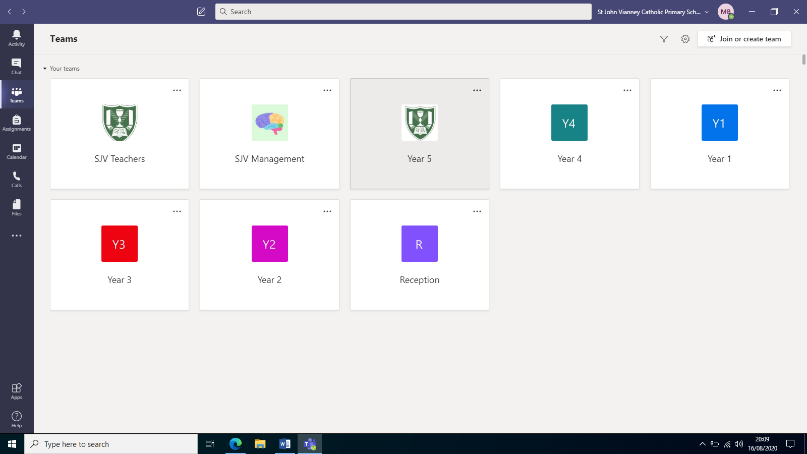 Search
St John Vianney Catholic Primary Sch...
MB
Activity
Chat
Teams
Assignments
Calendar
Calls
Files
Apps
Help
Teams
Join or create team
Your teams
SJV Teachers
SJV Management
Year 5
Y4
Year 4
Y1
Year 1
Y3
Year 3
Y2
Year 2
R
Reception
Type here to search
20:09
16/08/2020